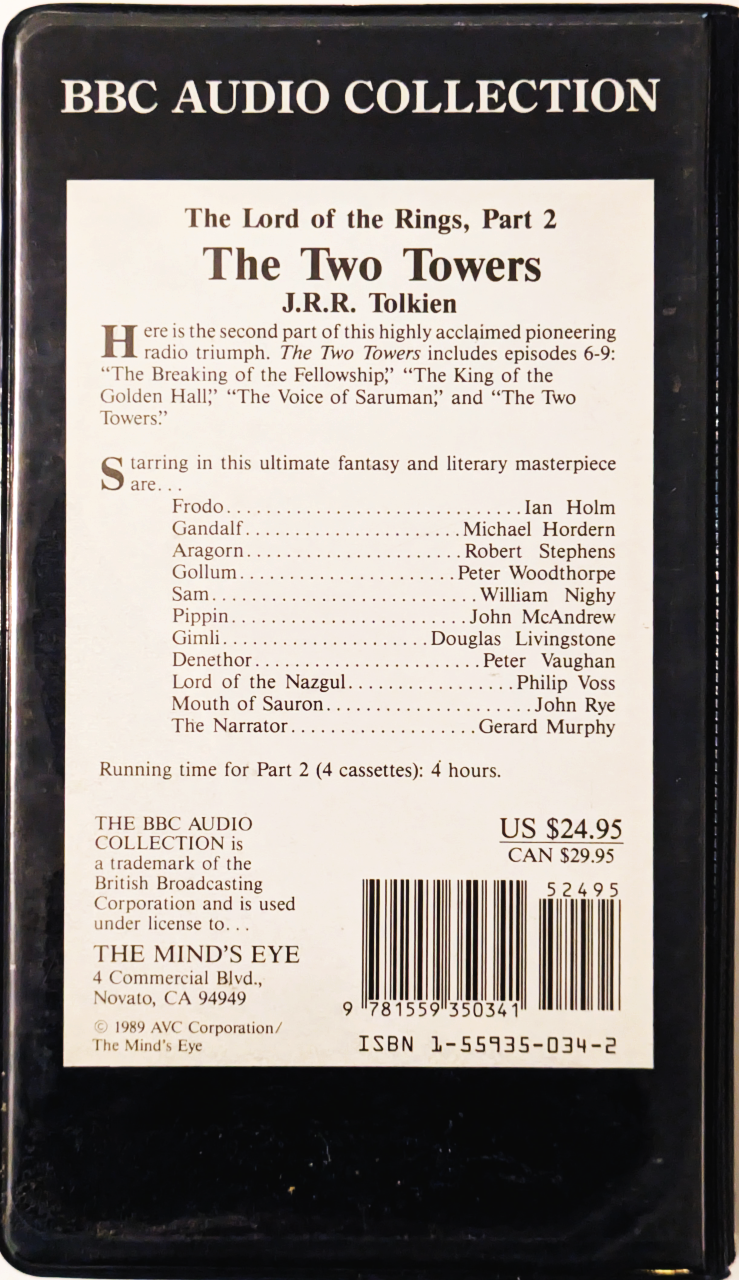 BBC AUDIO COLLECTION
The Lord of the Rings, Part 2
The Two Towers
J.R.R. Tolkien
Here is the second part of this highly acclaimed pioneering
radio triumph. The Two Towers includes episodes 6-9:
“The Breaking of the Fellowship,” “The King of the
Golden Hall,” “The Voice of Saruman,” and “The Two
Towers.”
Starring in this ultimate fantasy and literary masterpiece
are. . .
Frodo. . . . . . . . . . . . . . . . . . . . . . . . . . . . . Ian Holm
Gandalf. . . . . . . . . . . . . . . . . . . . . Michael Hordern
Aragorn. . . . . . . . . . . . . . . . . . . . . Robert Stephens
Gollum. . . . . . . . . . . . . . . . . . . . . . Peter Woodthorpe
Sam. . . . . . . . . . . . . . . . . . . . . . . . . . William Nighy
Pippin. . . . . . . . . . . . . . . . . . . . . . . John McAndrew
Gimli. . . . . . . . . . . . . . . . . . . . Douglas Livingstone
Denethor. . . . . . . . . . . . . . . . . . . . . . Peter Vaughan
Lord of the Nazgul. . . . . . . . . . . . . . . . Philip Voss
Mouth of Sauron. . . . . . . . . . . . . . . . . . . . John Rye
The Narrator. . . . . . . . . . . . . . . . . . Gerard Murphy
Running time for Part 2 (4 cassettes): 4 hours.
THE BBC AUDIO
COLLECTION is
a trademark of the
British Broadcasting
Corporation and is used
under license to. . .
THE MIND'S EYE
4 Commercial Blvd.,
Novato, CA 94949
© 1989 AVC Corporation/
The Mind's Eye
US $24.95
CAN $29.95
52495
9 781559 350341
ISBN 1-55935-034-2